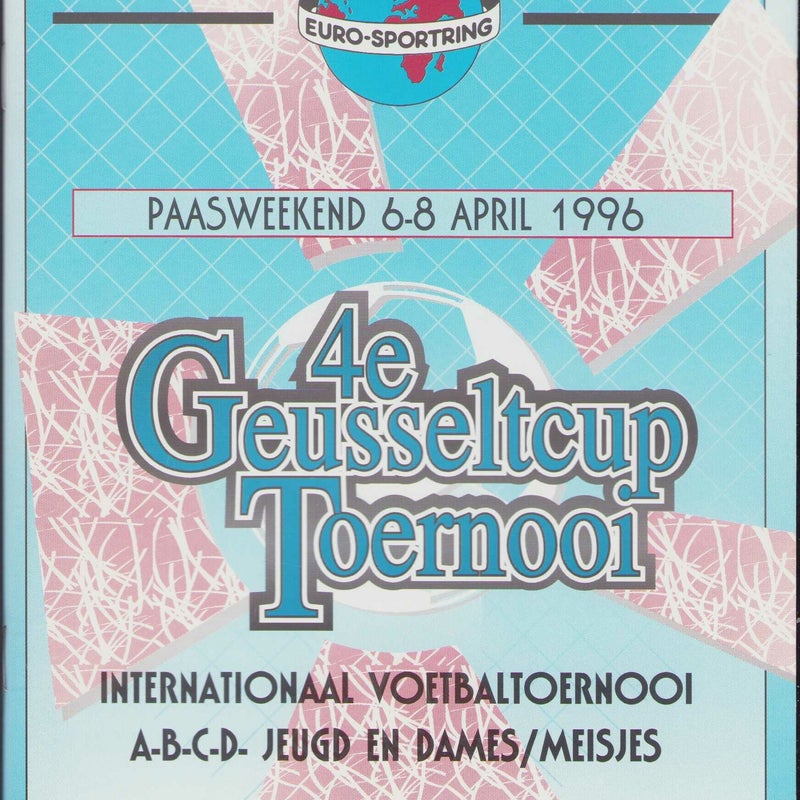 EURO-SPORTRING
PAASWEEKEND 6-8 APRIL 1996
4e
Geusseltcup
Toernooi
INTERNATIONAAL VOETBALTOERNOOI
A-B-C-D- JEUGD EN DAMES/MEISJES